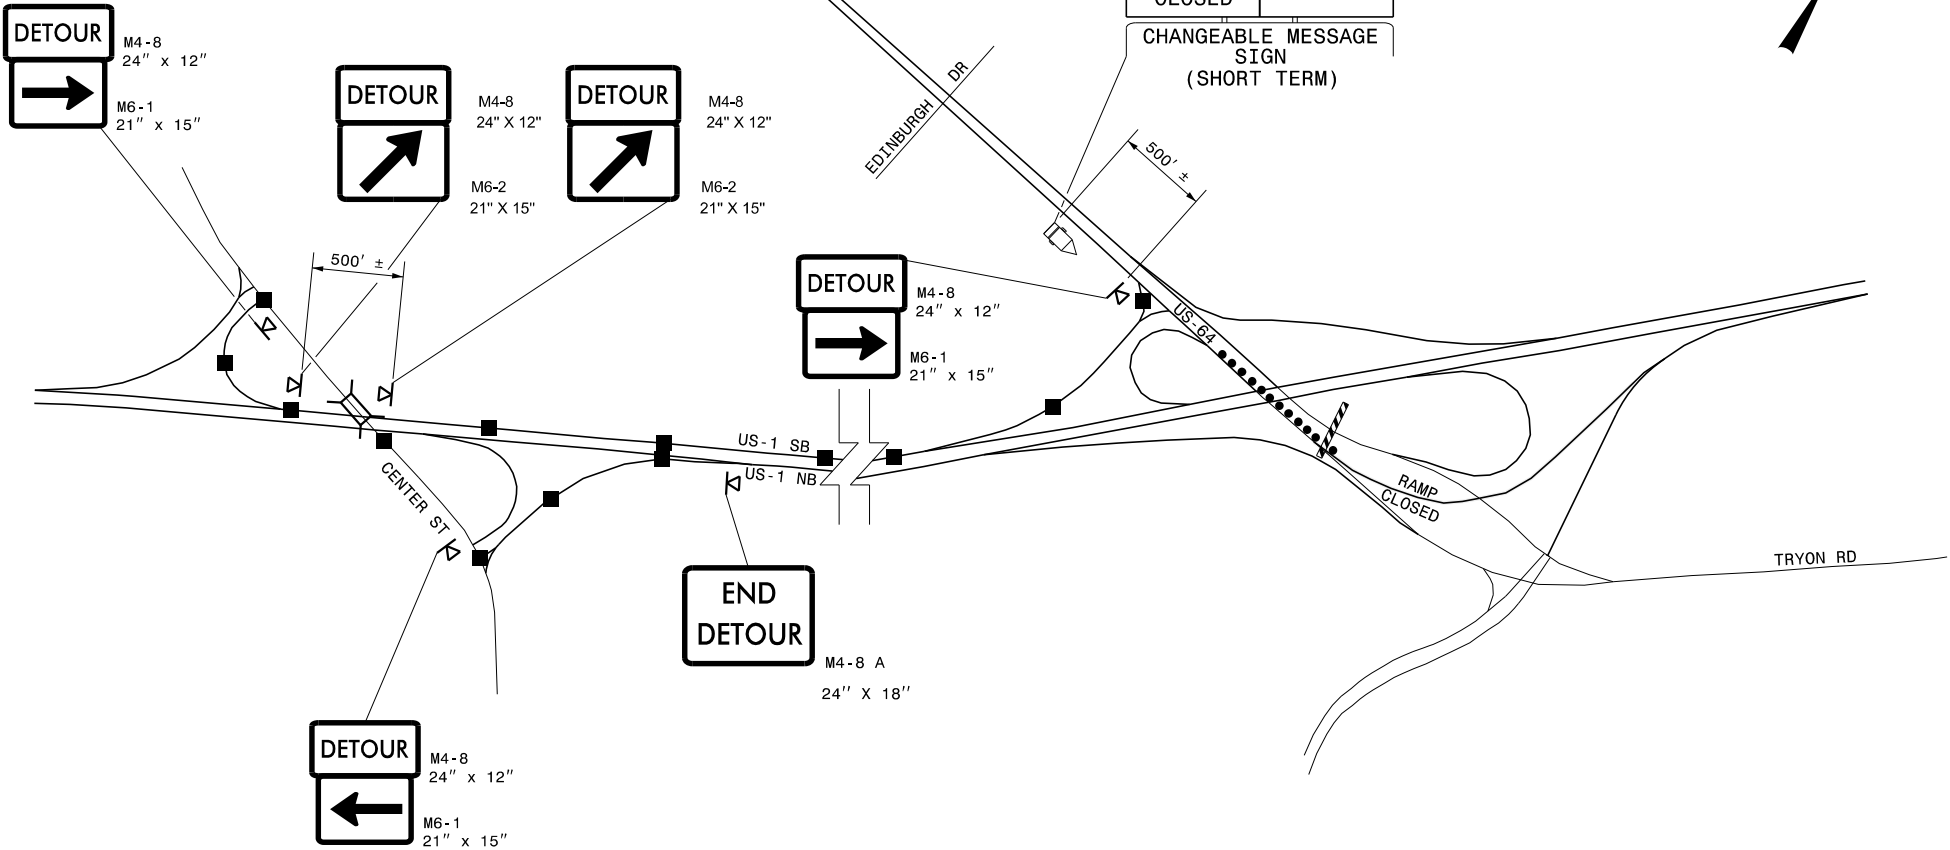 CLOSED
CHANGEABLE MESSAGE
SIGN
(SHORT TERM)
DETOUR
M4-8
24" x 12"
M6-1
21" x 15"
DETOUR
M4-8
24" X 12"
M6-2
21" X 15"
DETOUR
M4-8
24" X 12"
M6-2
21" X 15"
EDINBURGH DR
500' ±
500' ±
DETOUR
M4-8
24" x 12"
M6-1
21" x 15"
US-64
US-1 SB
US-1 NB
CENTER ST
RAMP
CLOSED
TRYON RD
END
DETOUR
M4-8 A
24" X 18"
DETOUR
M4-8
24" x 12"
M6-1
21" x 15"